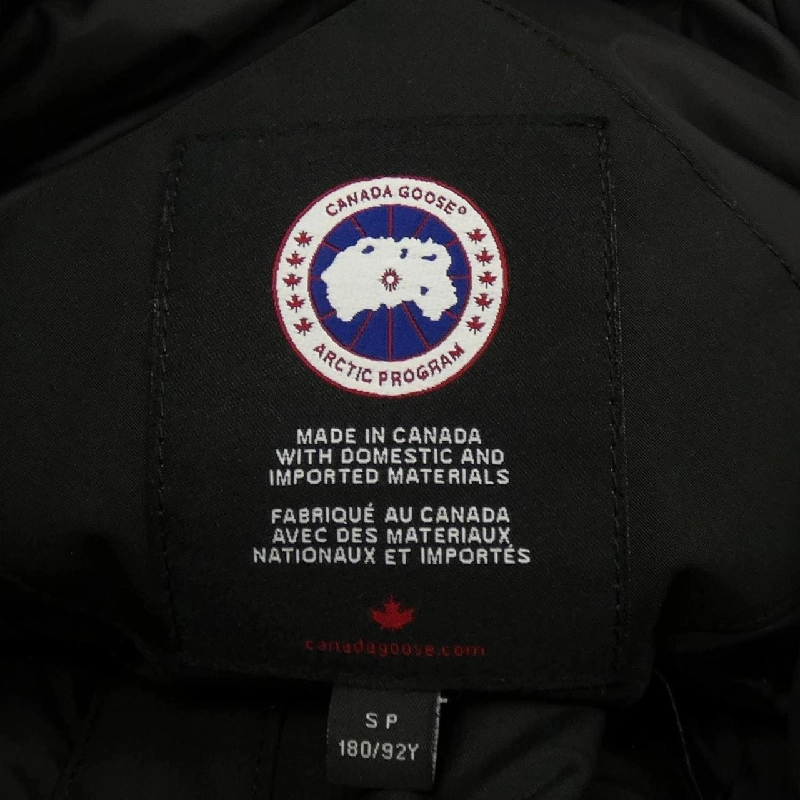 CANADA GOOSE®
ARCTIC PROGRAM
MADE IN CANADA
WITH DOMESTIC AND
IMPORTED MATERIALS
FABRIQUÉ AU CANADA
AVEC DES MATERIAUX
NATIONAUX ET IMPORTÉS
canadagoose.com
S P
180/92Y